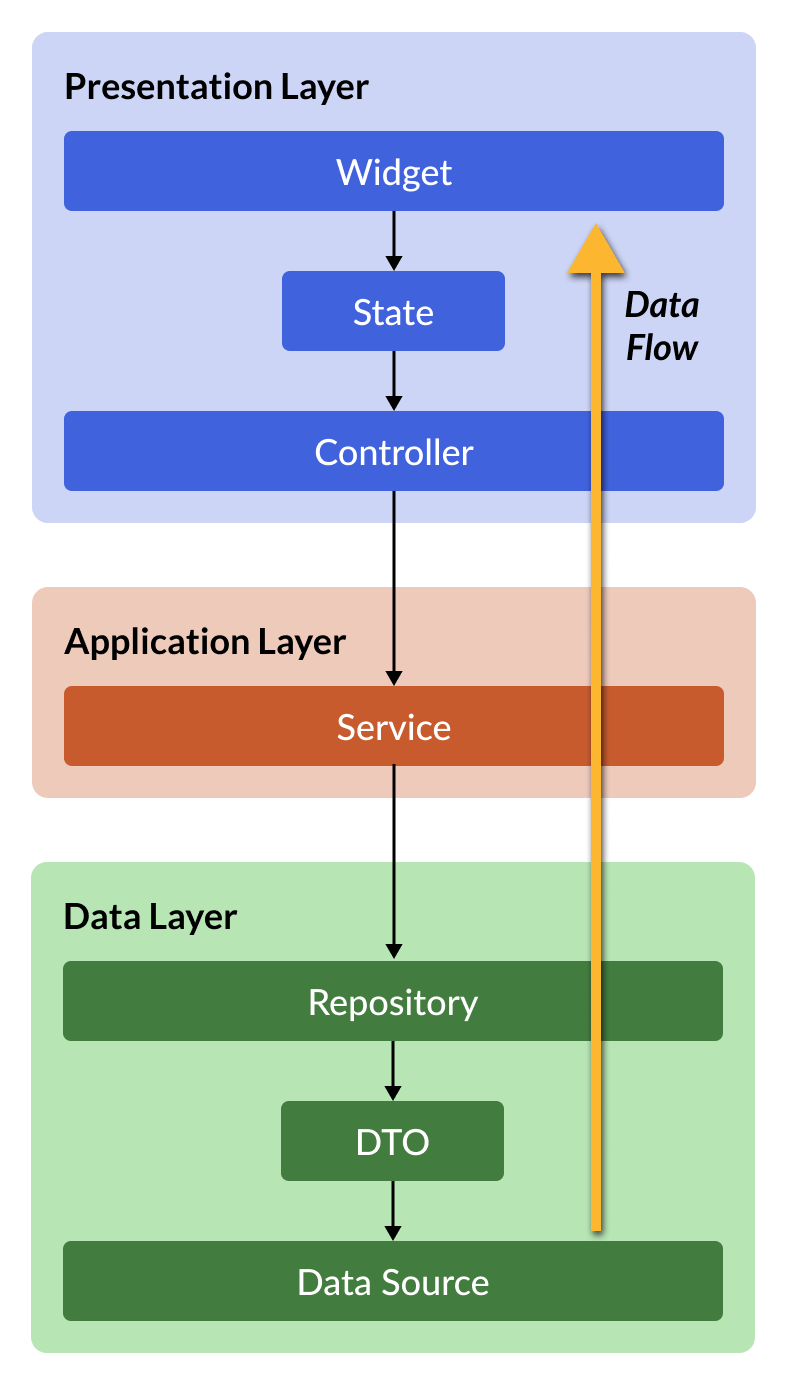 Presentation Layer
Widget
State
Data
Flow
Controller
Application Layer
Service
Data Layer
Repository
DTO
Data Source